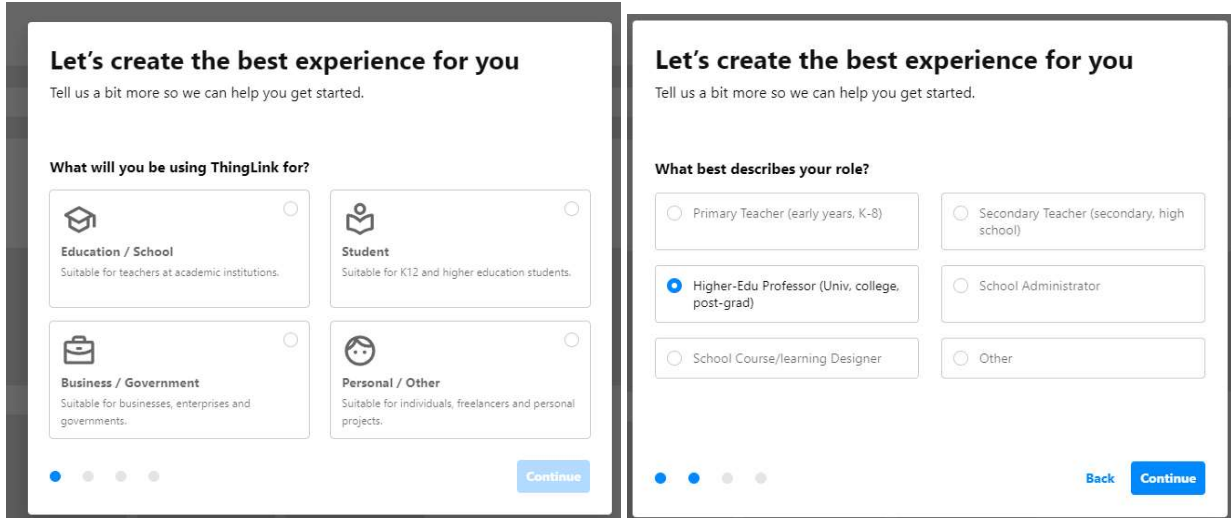 Let's create the best experience for you
Tell us a bit more so we can help you get started.
What will you be using ThingLink for?
Education / School
Suitable for teachers at academic institutions.
Student
Suitable for K12 and higher education students.
Business / Government
Suitable for businesses, enterprises and
governments.
Personal / Other
Suitable for individuals, freelancers and personal
projects.
Continue
Let's create the best experience for you
Tell us a bit more so we can help you get started.
What best describes your role?
Primary Teacher (early years, K-8)
Secondary Teacher (secondary, high
school)
Higher-Edu Professor (Univ, college,
post-grad)
School Administrator
School Course/learning Designer
Other
Back
Continue